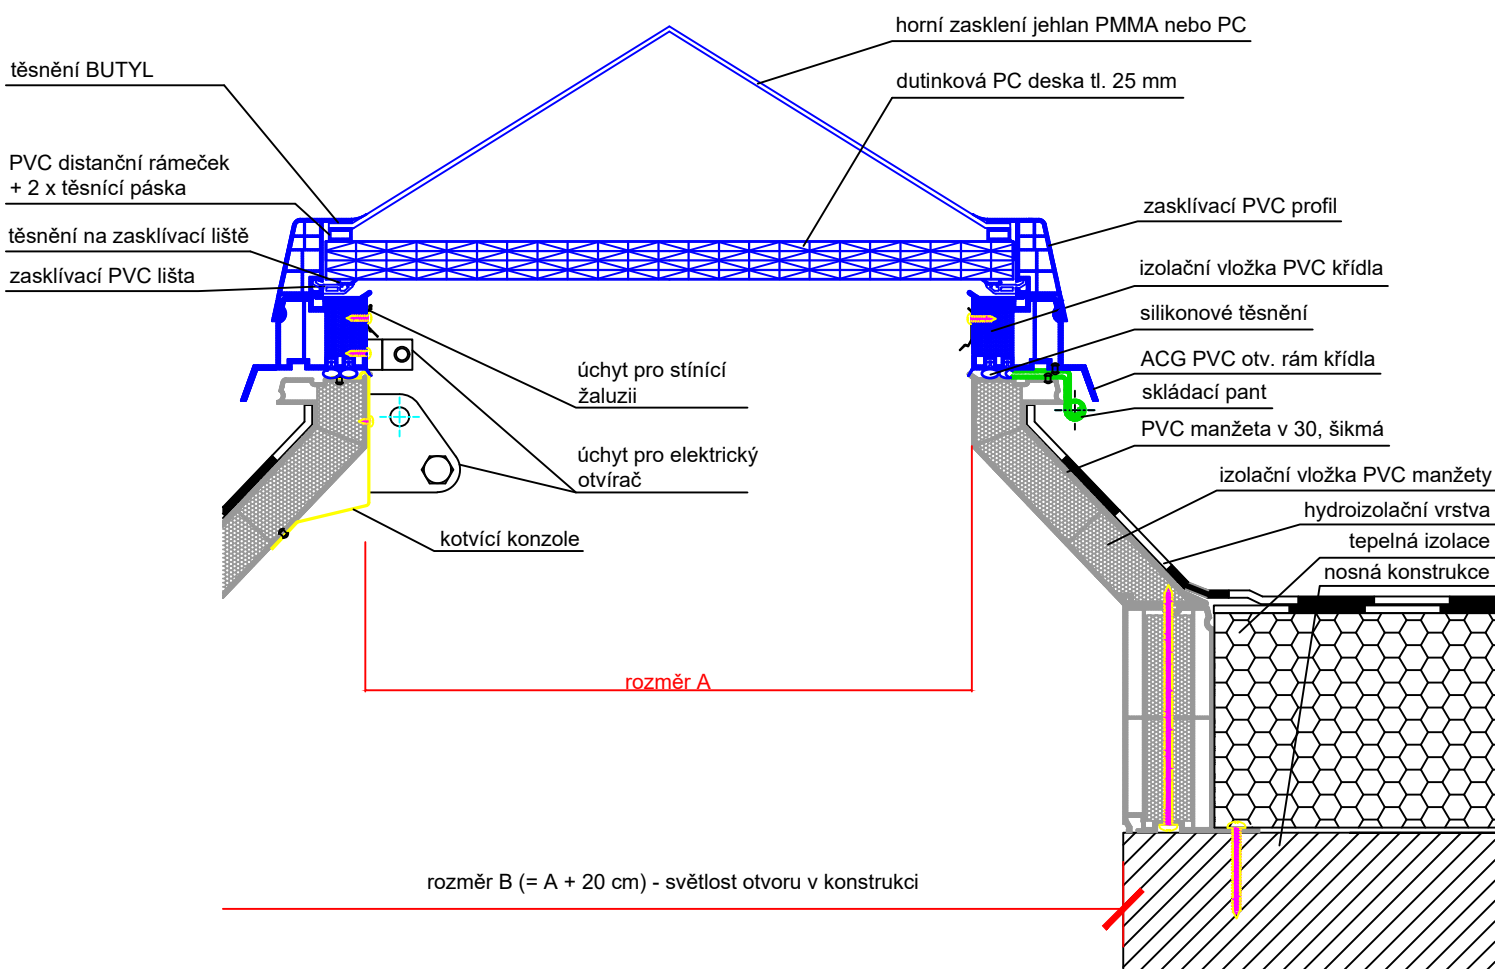 těsnění BUTYL
PVC distanční rámeček
+ 2 x těsnící páska
těsnění na zasklívací liště
zasklívací PVC lišta
horní zasklení jehlan PMMA nebo PC
dutinková PC deska tl. 25 mm
zasklívací PVC profil
izolační vložka PVC křídla
silikonové těsnění
ACG PVC otv. rám křídla
skládací pant
PVC manžeta v 30, šikmá
izolační vložka PVC manžety
hydroizolační vrstva
tepelná izolace
nosná konstrukce
úchyt pro stínící
žaluzii
úchyt pro elektrický
otvírač
kotvící konzole
rozměr A
rozměr B (= A + 20 cm) - světlost otvoru v konstrukci